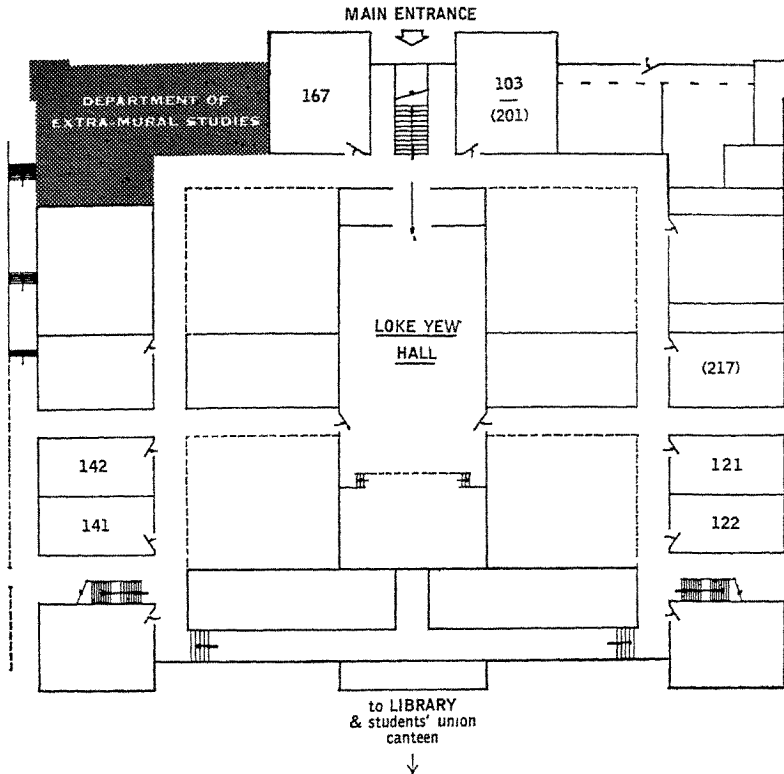 MAIN ENTRANCE
DEPARTMENT OF
EXTRA-MURAL STUDIES
167
103
(201)
LOKE YEW
HALL
(217)
142
121
141
122
to LIBRARY
& students' union
canteen